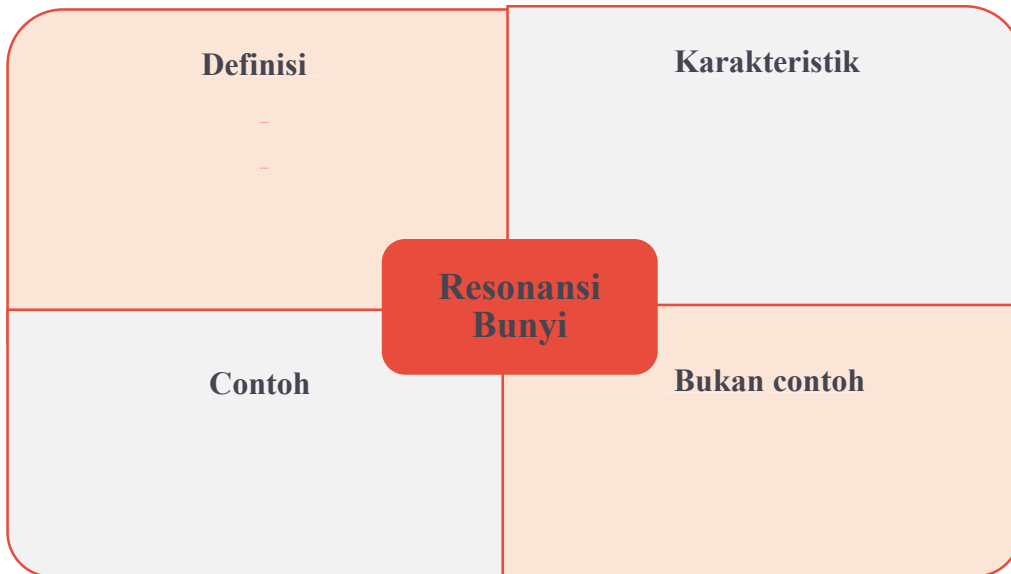 Definisi
Karakteristik
Resonansi
Bunyi
Contoh
Bukan contoh